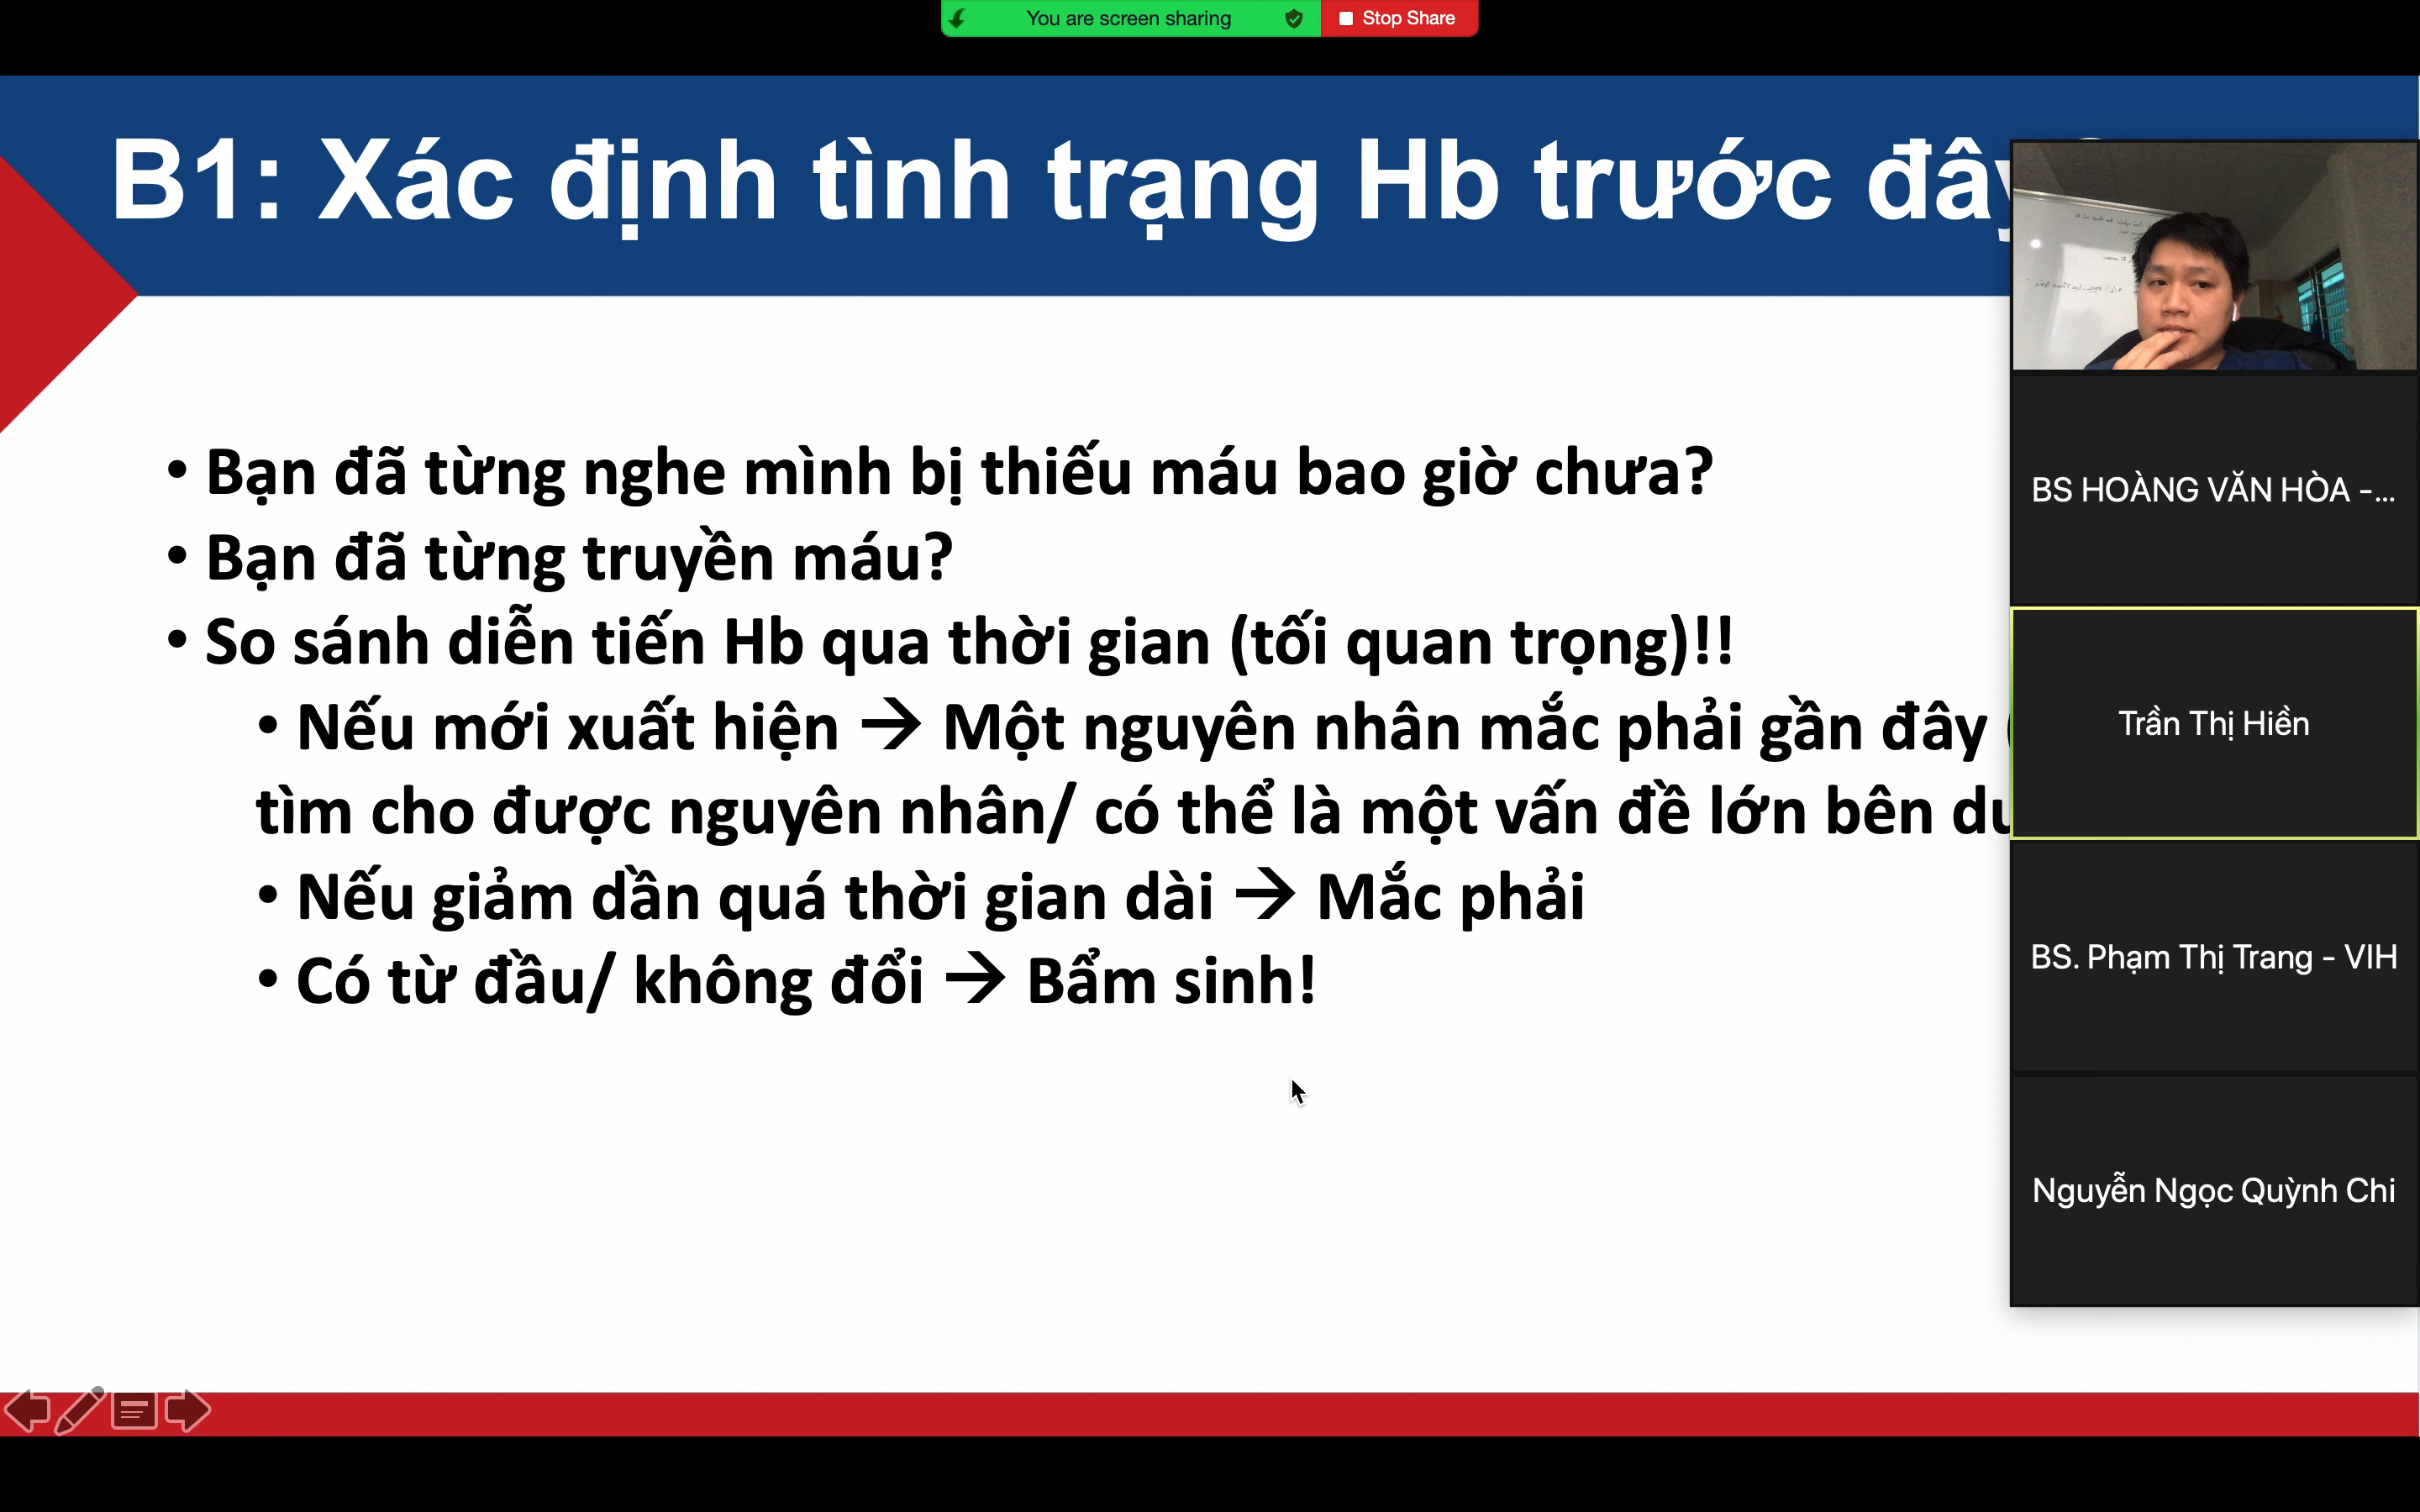 You are screen sharing
Stop Share
B1: Xác định tình trạng Hb trước đây
• Bạn đã từng nghe mình bị thiếu máu bao giờ chưa?
• Bạn đã từng truyền máu?
• So sánh diễn tiến Hb qua thời gian (tối quan trọng)!!
• Nếu mới xuất hiện → Một nguyên nhân mắc phải gần đây (
tìm cho được nguyên nhân/ có thể là một vấn đề lớn bên
• Nếu giảm dần quá thời gian dài → Mắc phải
• Có từ đầu/ không đổi → Bẩm sinh!
BS HOÀNG VĂN HÒA -...
Trần Thị Hiền
BS. Phạm Thị Trang - VIH
Nguyễn Ngọc Quỳnh Chi